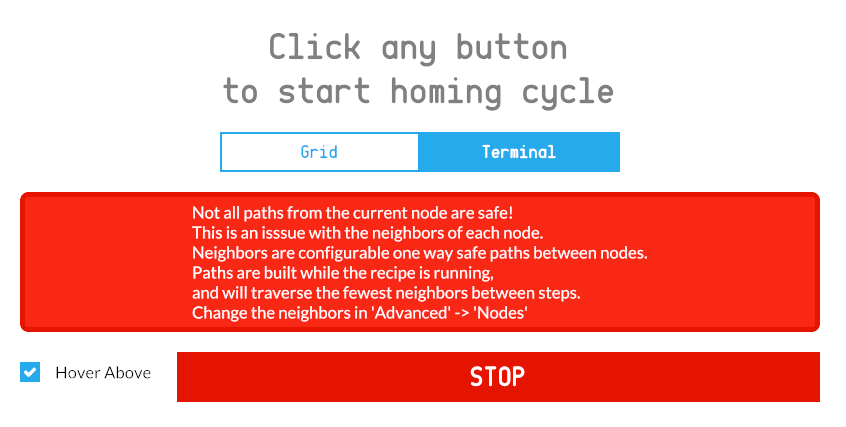 Click any button
to start homing cycle
Grid
Terminal
Not all paths from the current node are safe!
This is an isssue with the neighbors of each node.
Neighbors are configurable one way safe paths between nodes.
Paths are built while the recipe is running,
and will traverse the fewest neighbors between steps.
Change the neighbors in 'Advanced' -> 'Nodes'
Hover Above
STOP